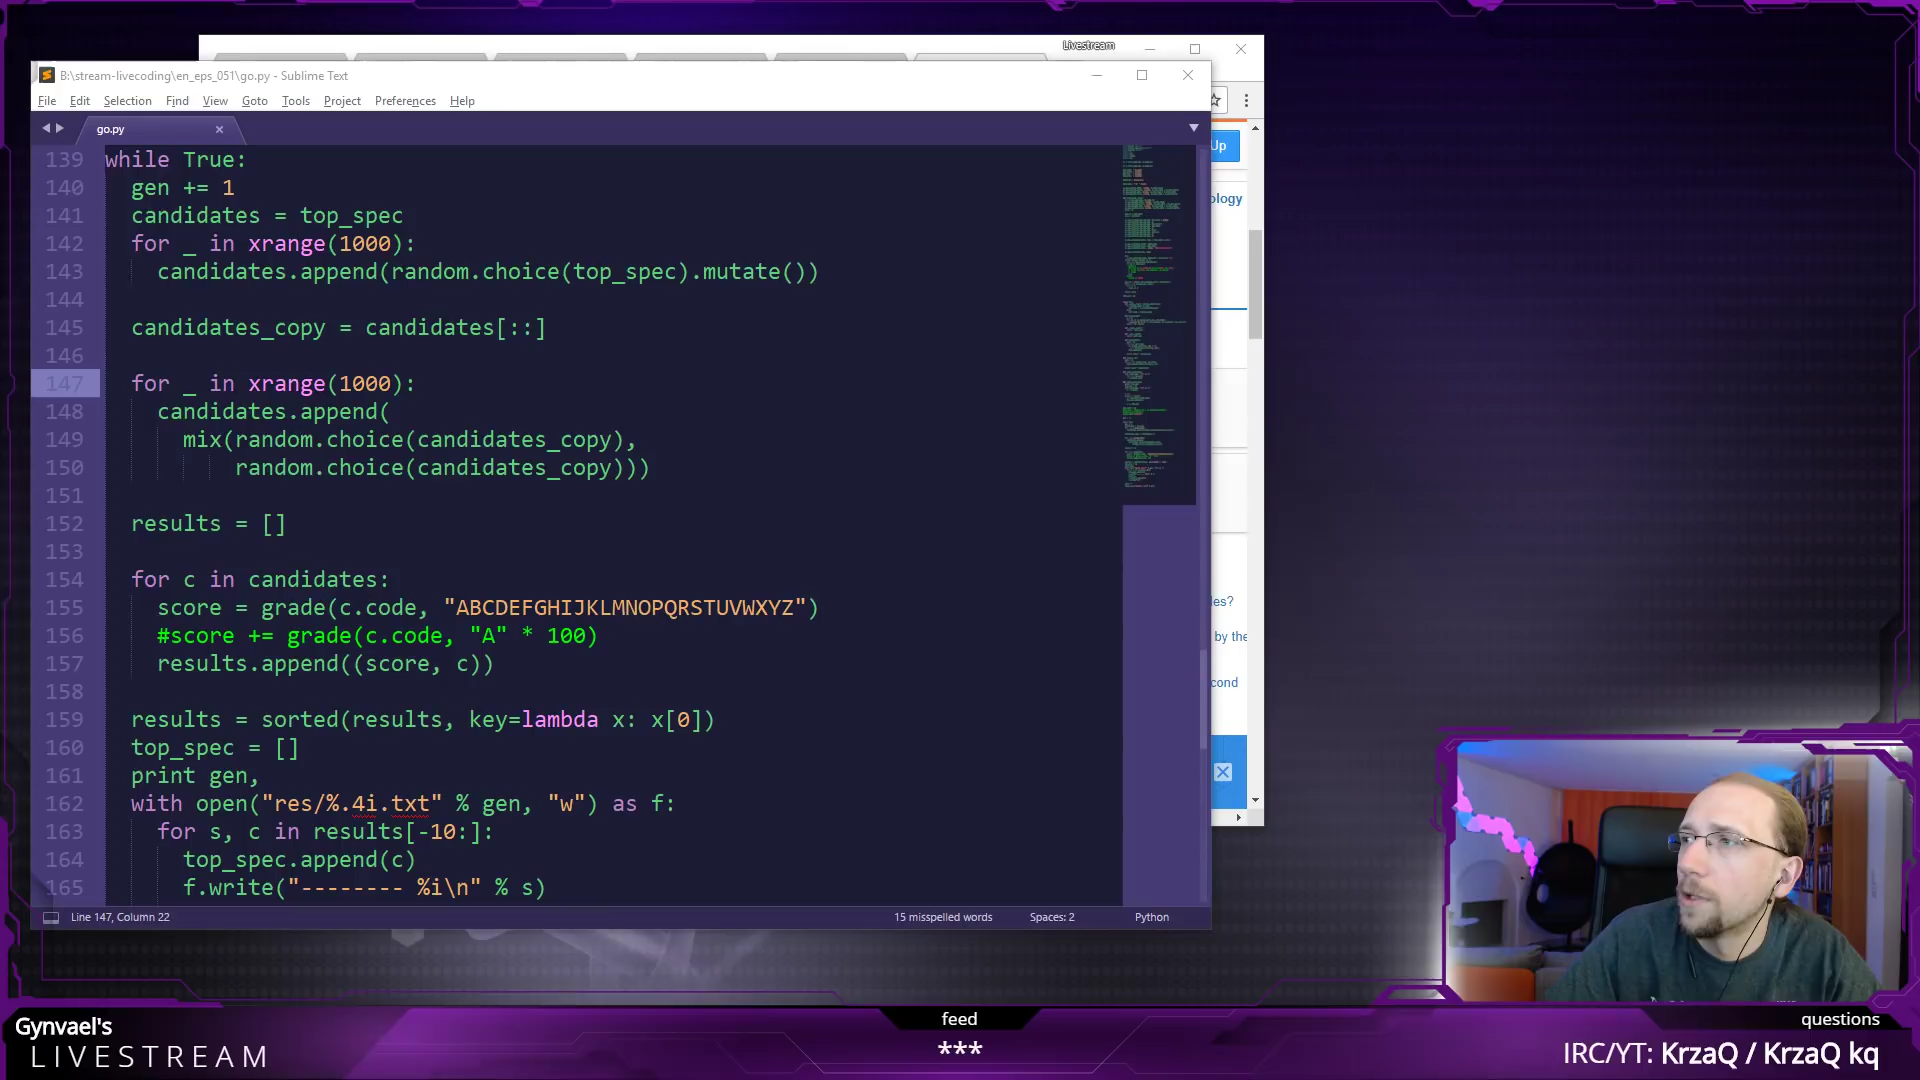 Livestream
B:\stream-livecoding\en_eps_051\go.py - Sublime Text
File Edit Selection Find View Goto Tools Project Preferences Help
go.py
Up
139 while True:
140 gen += 1
141 candidates = top_spec
142 for _ in xrange(1000):
143 candidates.append(random.choice(top_spec).mutate())
144
145 candidates_copy = candidates[::]
146
147 for _ in xrange(1000):
148 candidates.append(
149 mix(random.choice(candidates_copy),
150 random.choice(candidates_copy)))
151
152 results = []
153
154 for c in candidates:
155 score = grade(c.code, "ABCDEFGHIJKLMNOPQRSTUVWXYZ")
156 #score += grade(c.code, "A" * 100)
157 results.append((score, c))
158
159 results = sorted(results, key=lambda x: x[0])
160 top_spec = []
161 print gen,
162 with open("res/%.4i.txt" % gen, "w") as f:
163 for s, c in results[-10:]:
164 top_spec.append(c)
165 f.write("-------- %i\n" % s)
ology
les?
by the
cond
Line 147, Column 22
15 misspelled words
Spaces: 2
Python
Gynvael's
LIVESTREAM
feed
***
questions
IRC/YT: KrzaQ / KrzaQ kq